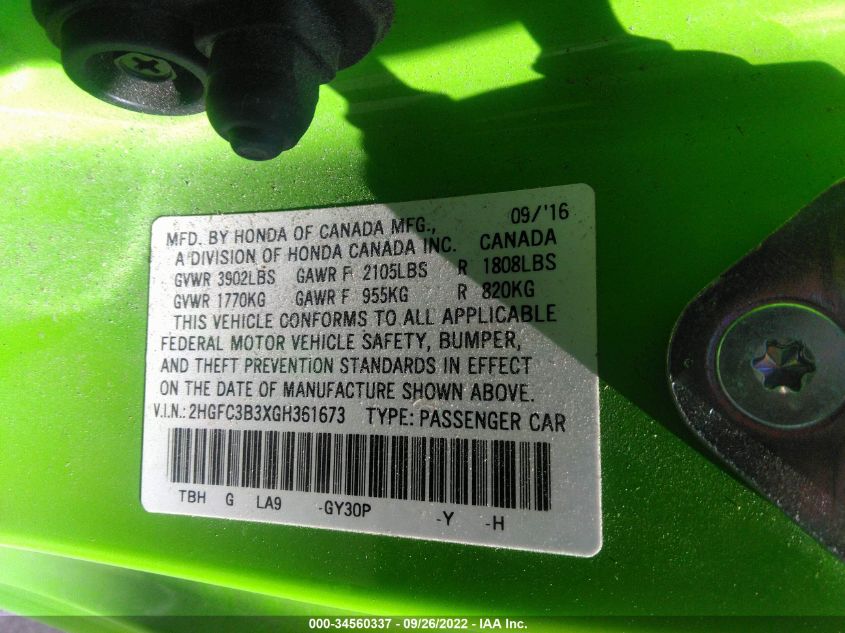 09/'16
MFD. BY HONDA OF CANADA MFG.,
A DIVISION OF HONDA CANADA INC. CANADA
GVWR 3902LBS GAWR F 2105LBS R 1808LBS
GVWR 1770KG GAWR F 955KG R 820KG
THIS VEHICLE CONFORMS TO ALL APPLICABLE
FEDERAL MOTOR VEHICLE SAFETY, BUMPER,
AND THEFT PREVENTION STANDARDS IN EFFECT
ON THE DATE OF MANUFACTURE SHOWN ABOVE.
V.I.N.: 2HGFC3B3XGH361673 TYPE: PASSENGER CAR
TBH G LA9 -GY30P -Y -H
000-34560337 - 09/26/2022 - IAA Inc.